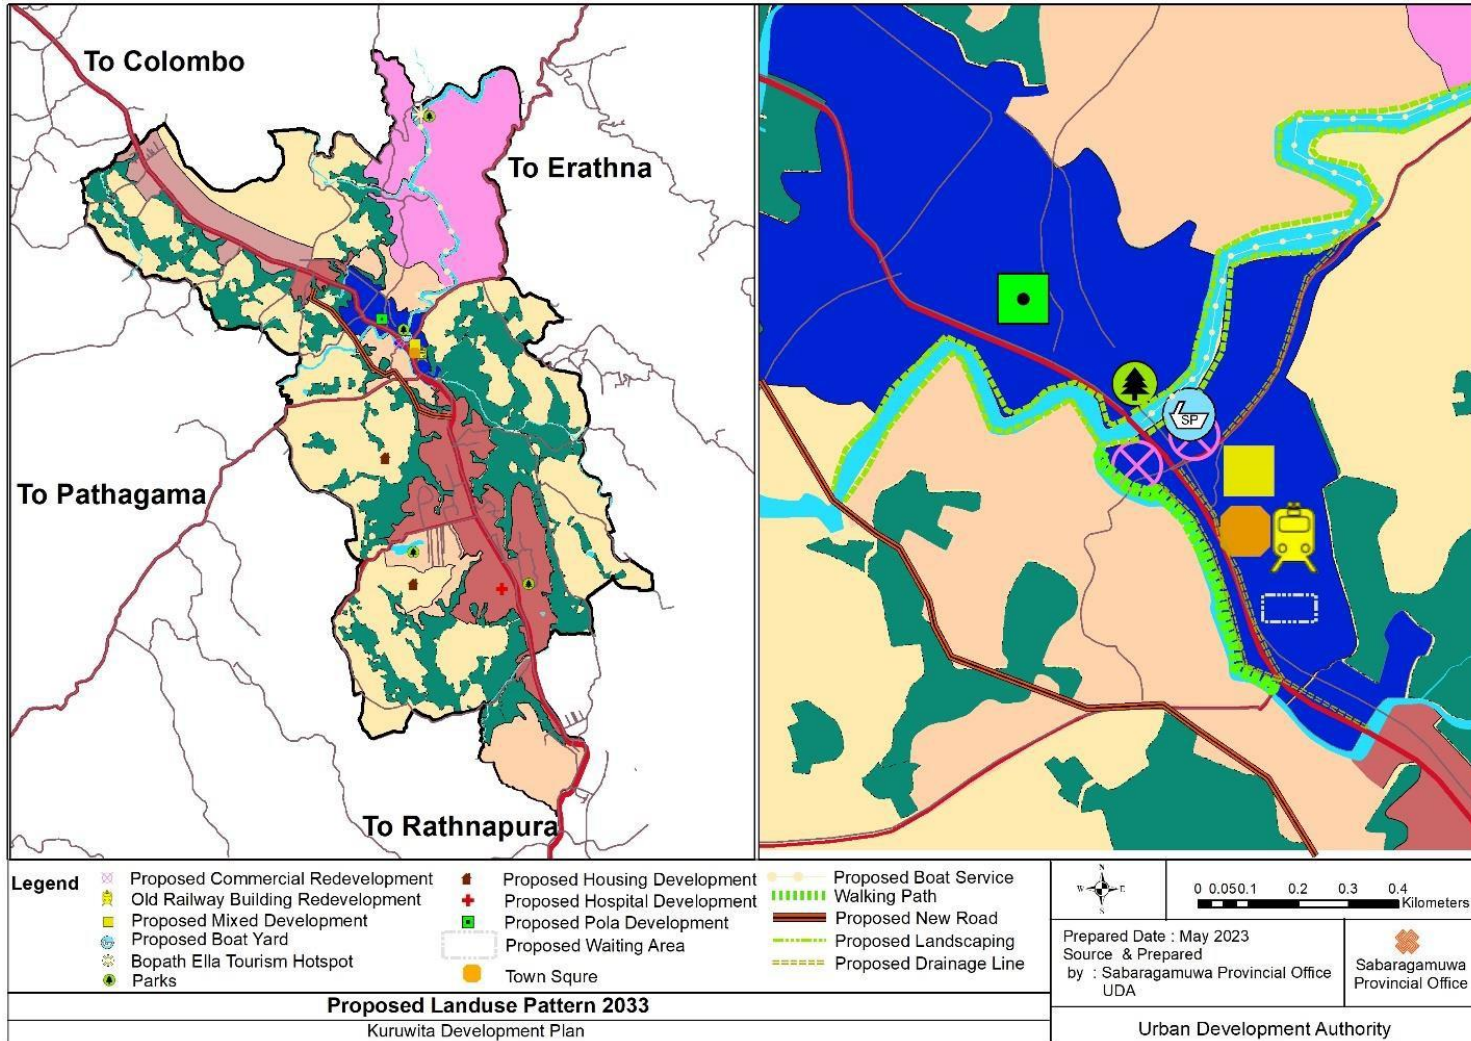 To Colombo
To Erathna
To Pathagama
To Rathnapura
SP
Legend
Proposed Commercial Redevelopment
Old Railway Building Redevelopment
Proposed Mixed Development
Proposed Boat Yard
Bopath Ella Tourism Hotspot
Parks
Proposed Housing Development
Proposed Hospital Development
Proposed Pola Development
Proposed Waiting Area
Town Squre
Proposed Boat Service
Walking Path
Proposed New Road
Proposed Landscaping
Proposed Drainage Line
N
W E
S
0 0.050.1 0.2 0.3 0.4
Kilometers
Prepared Date : May 2023
Source & Prepared
by : Sabaragamuwa Provincial Office
UDA
Sabaragamuwa
Provincial Office
Proposed Landuse Pattern 2033
Kuruwita Development Plan
Urban Development Authority